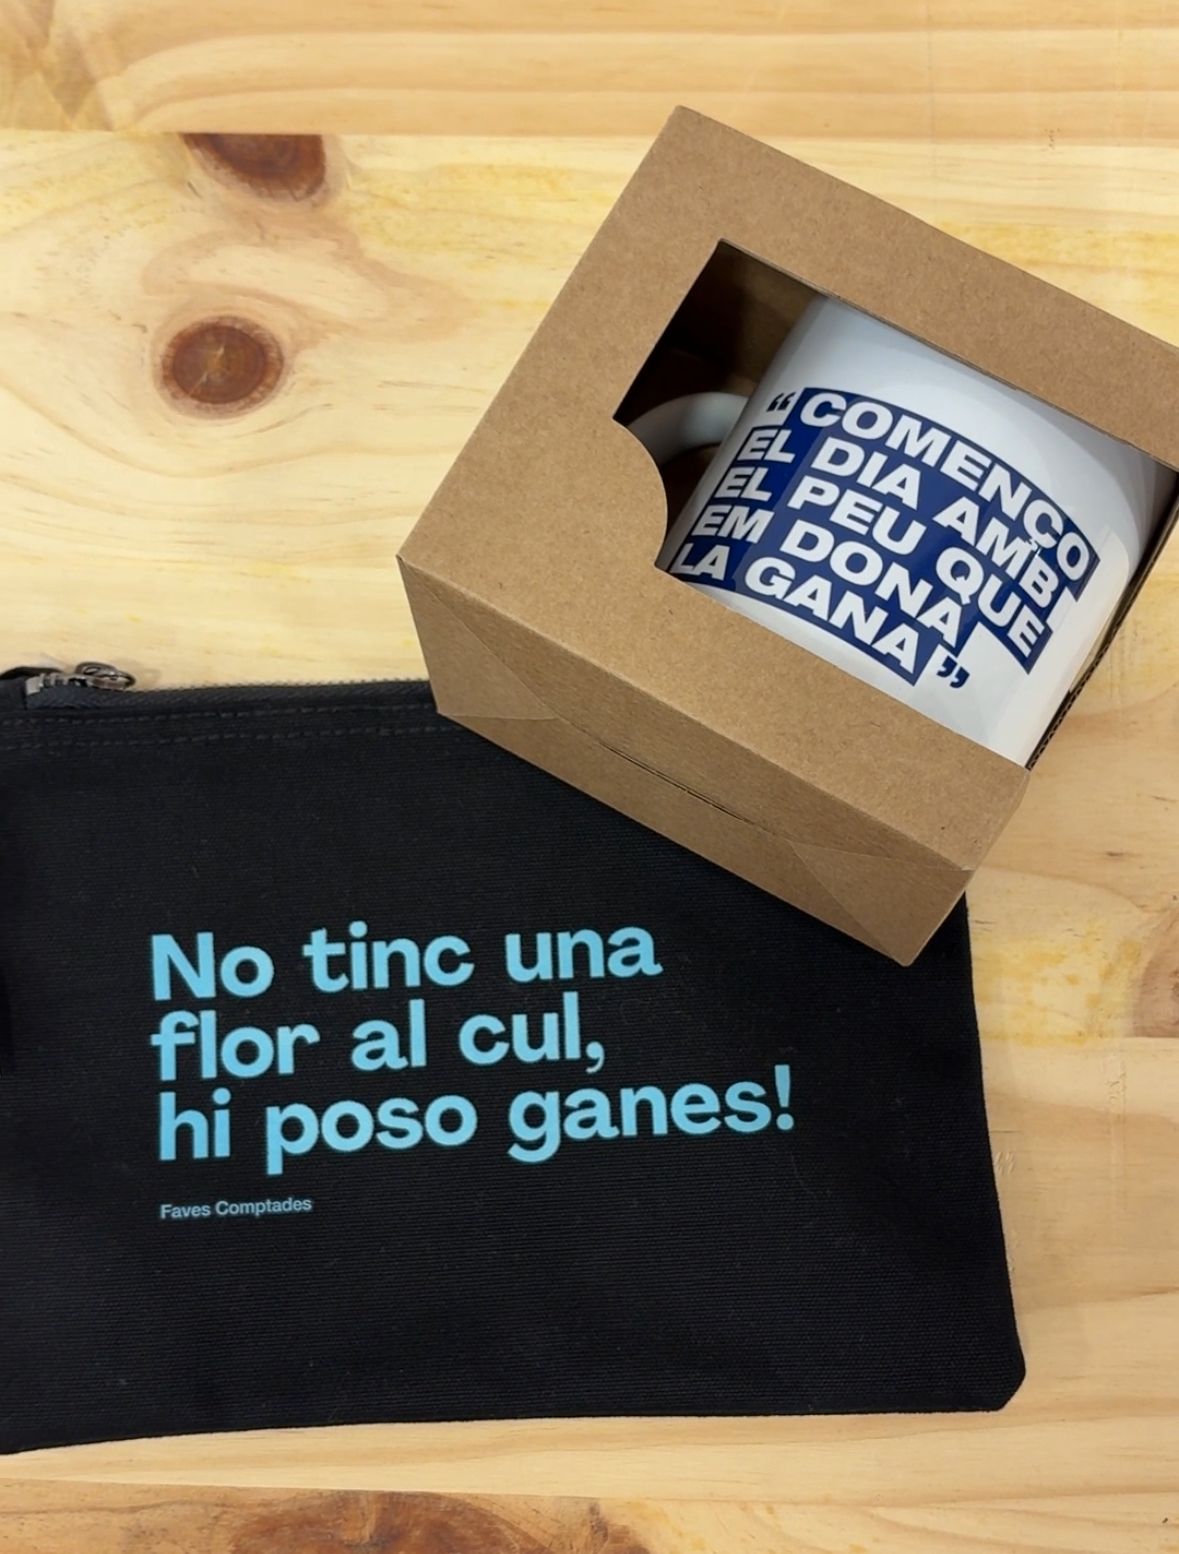 “COMENÇO
EL DIA AMB
EL PEU QUE
EM DONA
LA GANA”
No tinc una
flor al cul,
hi poso ganes!
Faves Comptades